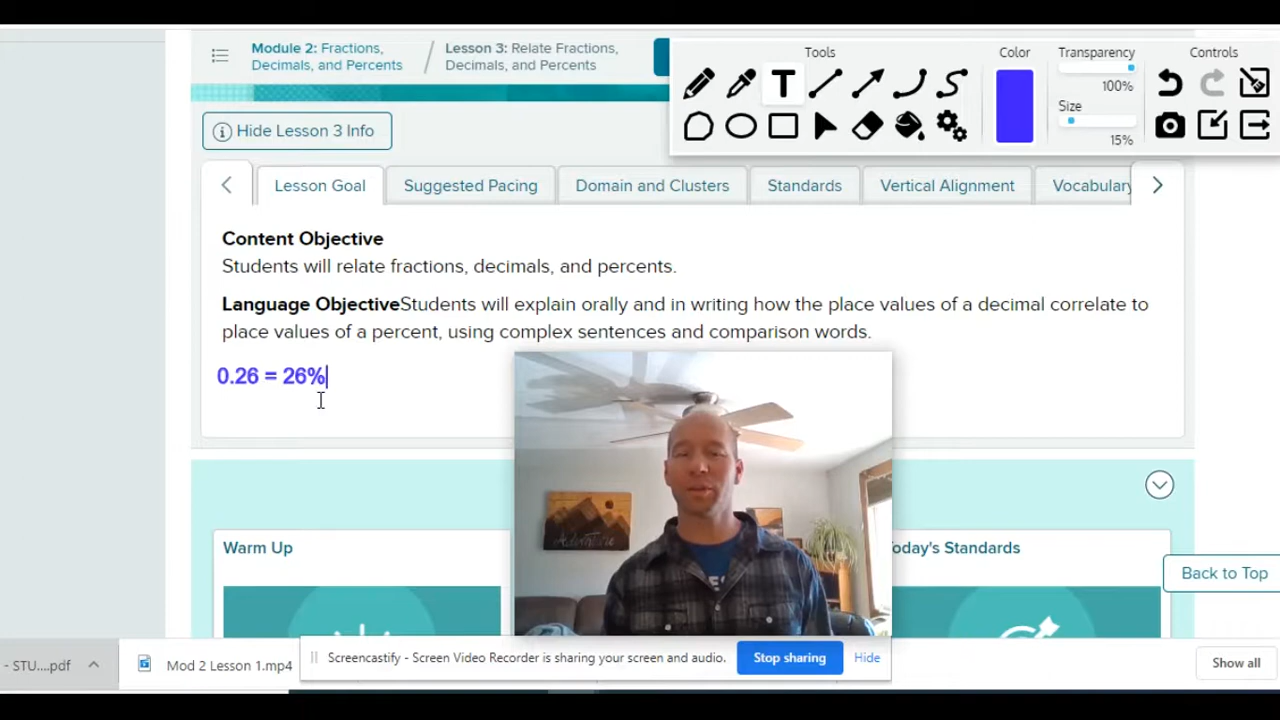 Module 2: Fractions,
Decimals, and Percents
Lesson 3: Relate Fractions,
Decimals, and Percents
Tools
Color
Transparency
100%
Size
15%
Controls
T
Hide Lesson 3 Info
Lesson Goal
Suggested Pacing
Domain and Clusters
Standards
Vertical Alignment
Vocabulary
Content Objective
Students will relate fractions, decimals, and percents.
Language ObjectiveStudents will explain orally and in writing how the place values of a decimal correlate to
place values of a percent, using complex sentences and comparison words.
0.26 = 26%
Adventure
Warm Up
Today's Standards
Back to Top
- STU....pdf
Mod 2 Lesson 1.mp4
Screencastify - Screen Video Recorder is sharing your screen and audio.
Stop sharing
Hide
Show all